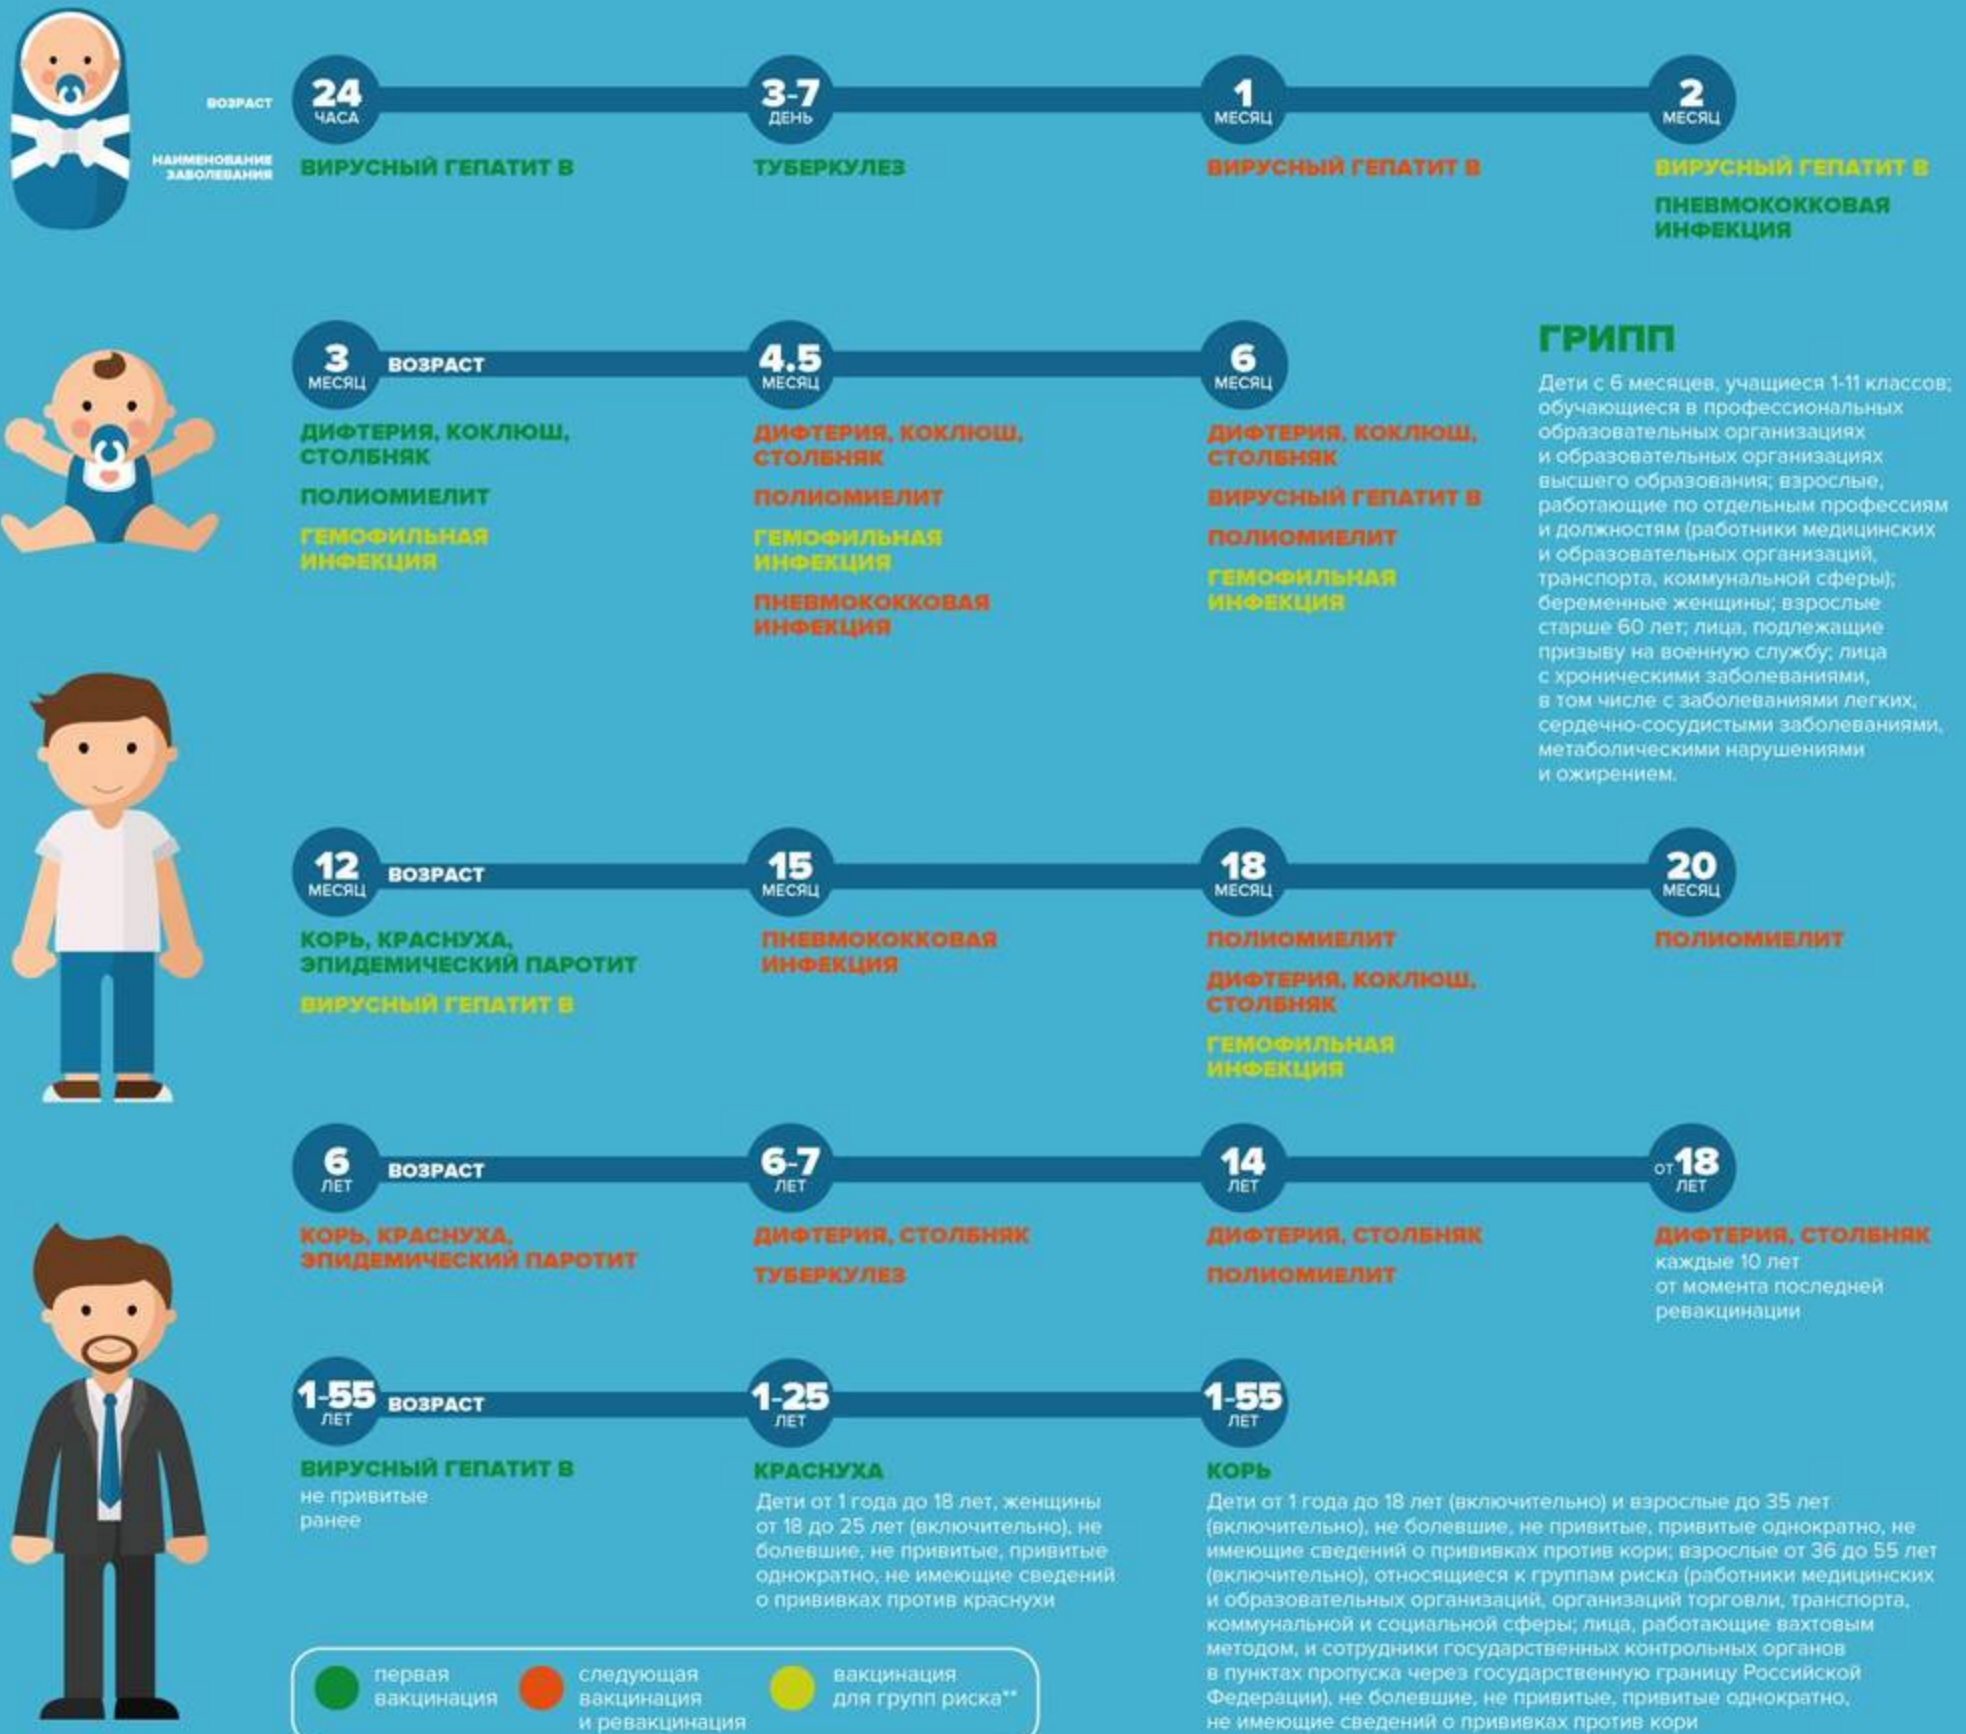 ВОЗРАСТ
НАИМЕНОВАНИЕ
ЗАБОЛЕВАНИЯ
24
ЧАСА
ВИРУСНЫЙ ГЕПАТИТ В
3-7
ДЕНЬ
ТУБЕРКУЛЕЗ
1
МЕСЯЦ
ВИРУСНЫЙ ГЕПАТИТ В
2
МЕСЯЦ
ВИРУСНЫЙ ГЕПАТИТ В
ПНЕВМОКОККОВАЯ
ИНФЕКЦИЯ
3
МЕСЯЦ
ВОЗРАСТ
ДИФТЕРИЯ, КОКЛЮШ,
СТОЛБНЯК
ПОЛИОМИЕЛИТ
ГЕМОФИЛЬНАЯ
ИНФЕКЦИЯ
4.5
МЕСЯЦ
ДИФТЕРИЯ, КОКЛЮШ,
СТОЛБНЯК
ПОЛИОМИЕЛИТ
ГЕМОФИЛЬНАЯ
ИНФЕКЦИЯ
ПНЕВМОКОККОВАЯ
ИНФЕКЦИЯ
6
МЕСЯЦ
ДИФТЕРИЯ, КОКЛЮШ,
СТОЛБНЯК
ВИРУСНЫЙ ГЕПАТИТ В
ПОЛИОМИЕЛИТ
ГЕМОФИЛЬНАЯ
ИНФЕКЦИЯ
ГРИПП
Дети с 6 месяцев, учащиеся 1-11 классов;
обучающиеся в профессиональных
образовательных организациях
и образовательных организациях
высшего образования; взрослые,
работающие по отдельным профессиям
и должностям (работники медицинских
и образовательных организаций,
транспорта, коммунальной сферы);
беременные женщины; взрослые
старше 60 лет; лица, подлежащие
призыву на военную службу; лица
с хроническими заболеваниями,
в том числе с заболеваниями легких,
сердечно-сосудистыми заболеваниями,
метаболическими нарушениями
и ожирением.
12
МЕСЯЦ
ВОЗРАСТ
КОРЬ, КРАСНУХА,
ЭПИДЕМИЧЕСКИЙ ПАРОТИТ
ВИРУСНЫЙ ГЕПАТИТ В
15
МЕСЯЦ
ПНЕВМОКОККОВАЯ
ИНФЕКЦИЯ
18
МЕСЯЦ
ПОЛИОМИЕЛИТ
ДИФТЕРИЯ, КОКЛЮШ,
СТОЛБНЯК
ГЕМОФИЛЬНАЯ
ИНФЕКЦИЯ
20
МЕСЯЦ
ПОЛИОМИЕЛИТ
6
ЛЕТ
ВОЗРАСТ
КОРЬ, КРАСНУХА,
ЭПИДЕМИЧЕСКИЙ ПАРОТИТ
6-7
ЛЕТ
ДИФТЕРИЯ, СТОЛБНЯК
ТУБЕРКУЛЕЗ
14
ЛЕТ
ДИФТЕРИЯ, СТОЛБНЯК
ПОЛИОМИЕЛИТ
от 18
ЛЕТ
ДИФТЕРИЯ, СТОЛБНЯК
каждые 10 лет
от момента последней
ревакцинации
1-55
ЛЕТ
ВОЗРАСТ
ВИРУСНЫЙ ГЕПАТИТ В
не привитые
ранее
1-25
ЛЕТ
КРАСНУХА
Дети от 1 года до 18 лет, женщины
от 18 до 25 лет (включительно), не
болевшие, не привитые, привитые
однократно, не имеющие сведений
о прививках против краснухи
1-55
ЛЕТ
КОРЬ
Дети от 1 года до 18 лет (включительно) и взрослые до 35 лет
(включительно), не болевшие, не привитые, привитые однократно, не
имеющие сведений о прививках против кори; взрослые от 36 до 55 лет
(включительно), относящиеся к группам риска (работники медицинских
и образовательных организаций, организаций торговли, транспорта,
коммунальной и социальной сферы; лица, работающие вахтовым
методом, и сотрудники государственных контрольных органов
в пунктах пропуска через государственную границу Российской
Федерации), не болевшие, не привитые, привитые однократно,
не имеющие сведений о прививках против кори
первая
вакцинация
следующая
вакцинация
и ревакцинация
вакцинация
для групп риска**